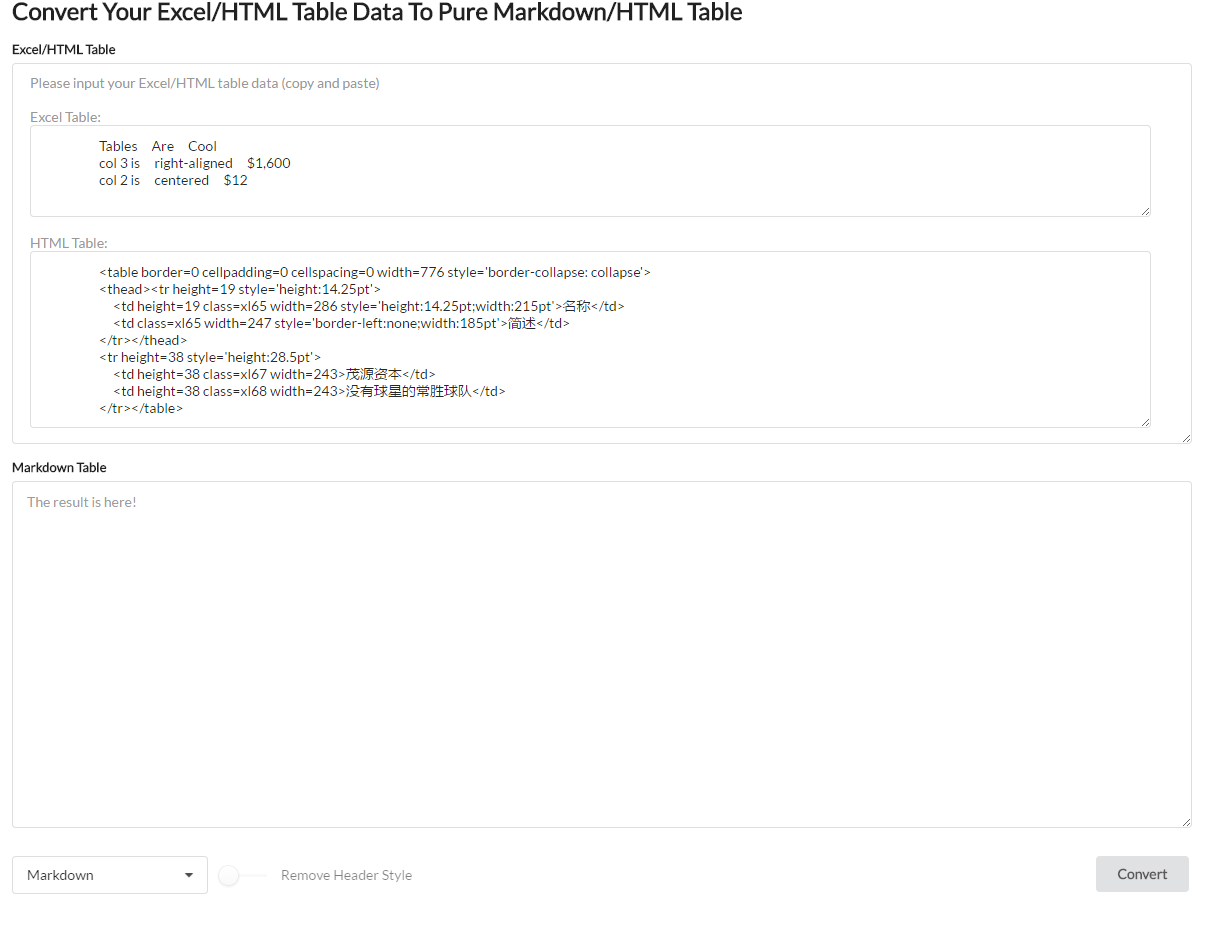 Convert Your Excel/HTML Table Data To Pure Markdown/HTML Table
Excel/HTML Table
Please input your Excel/HTML table data (copy and paste)
Excel Table:
Tables    Are    Cool
col 3 is    right-aligned    $1,600
col 2 is    centered    $12
HTML Table:
<table border=0 cellpadding=0 cellspacing=0 width=776 style='border-collapse: collapse'>
<thead><tr height=19 style='height:14.25pt'>
    <td height=19 class=xl65 width=286 style='height:14.25pt;width:215pt'>名称</td>
    <td class=xl65 width=247 style='border-left:none;width:185pt'>简述</td>
</tr></thead>
<tr height=38 style='height:28.5pt'>
    <td height=38 class=xl67 width=243>茂源资本</td>
    <td height=38 class=xl68 width=243>没有球星的常胜球队</td>
</tr></table>
Markdown Table
The result is here!
Markdown    Remove Header Style    Convert